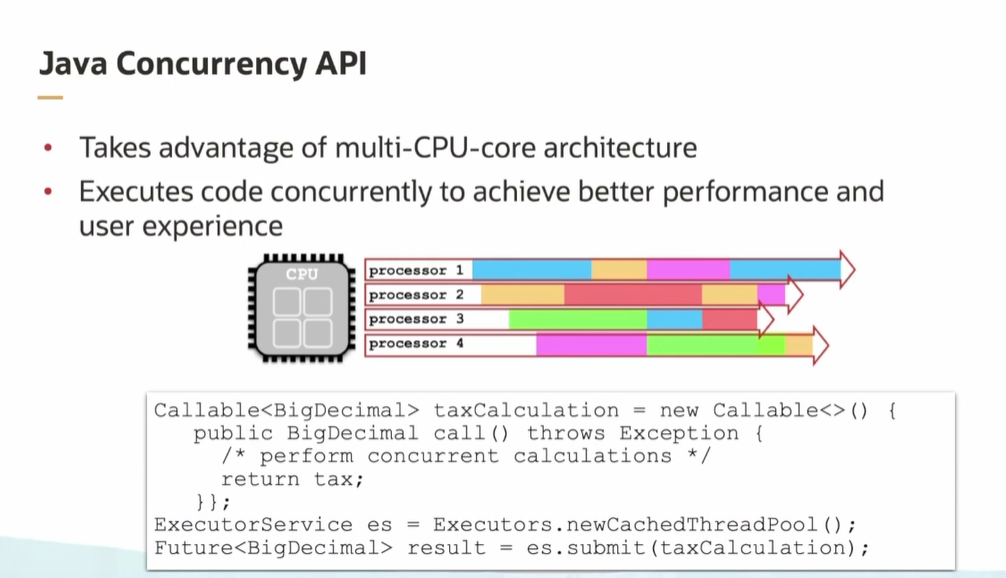 Java Concurrency API
• Takes advantage of multi-CPU-core architecture
• Executes code concurrently to achieve better performance and
user experience
CPU
processor 1
processor 2
processor 3
processor 4
Callable<BigDecimal> taxCalculation = new Callable<>() {
public BigDecimal call() throws Exception {
/* perform concurrent calculations */
return tax;
}};
ExecutorService es = Executors.newCachedThreadPool();
Future<BigDecimal> result = es.submit(taxCalculation);